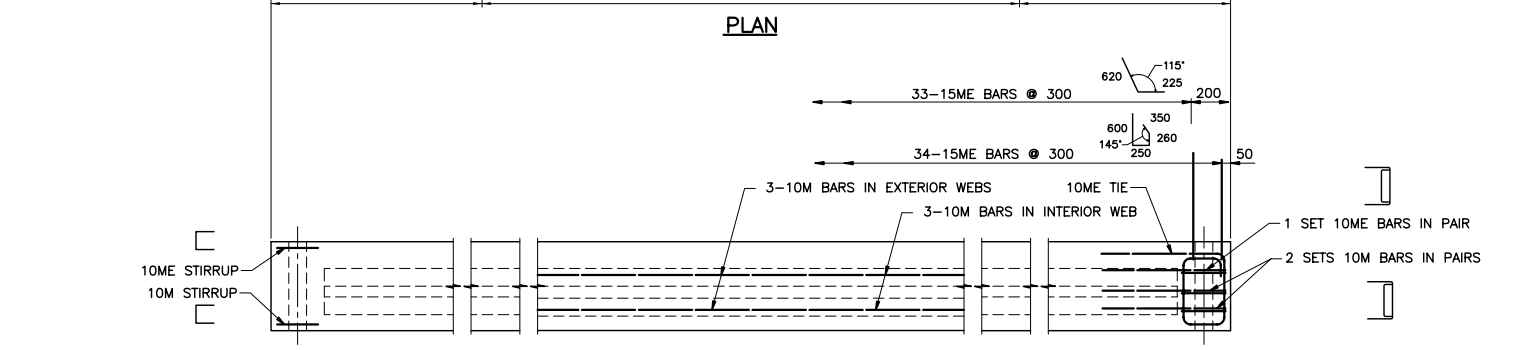 PLAN
115°
620
225
33-15ME BARS @ 300
200
350
600
260
145°
250
34-15ME BARS @ 300
50
3-10M BARS IN EXTERIOR WEBS
10ME TIE
3-10M BARS IN INTERIOR WEB
1 SET 10ME BARS IN PAIR
2 SETS 10M BARS IN PAIRS
10ME STIRRUP
10M STIRRUP